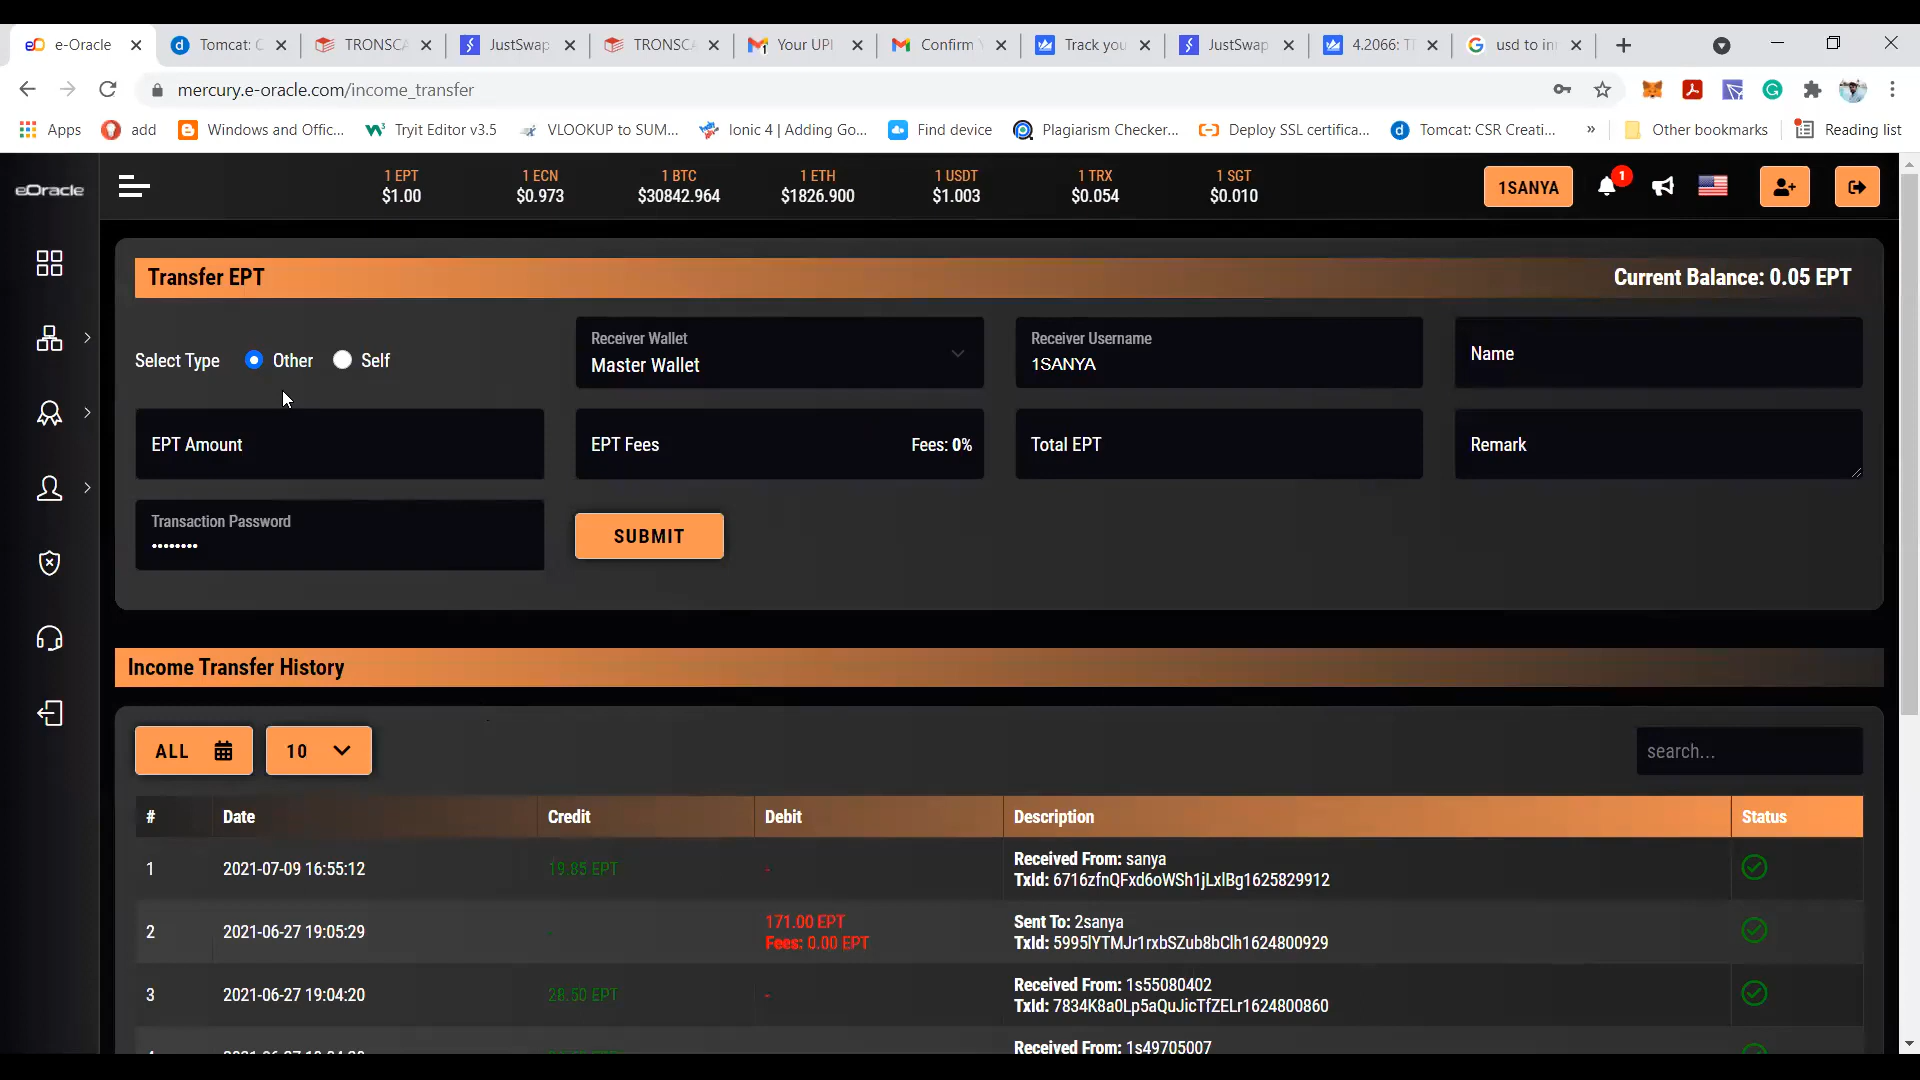 e-Oracle
Tomcat: C
TRONSCA
JustSwap
TRONSCA
Your UPI
Confirm
Track you
JustSwap
4.2066: T
usd to in
mercury.e-oracle.com/income_transfer
Apps
add
Windows and Offic...
Tryit Editor v3.5
VLOOKUP to SUM...
Ionic 4 | Adding Go...
Find device
Plagiarism Checker...
Deploy SSL certifica...
Tomcat: CSR Creati...
»
Other bookmarks
Reading list
eOracle
1 EPT
$1.00
1 ECN
$0.973
1 BTC
$30842.964
1 ETH
$1826.900
1 USDT
$1.003
1 TRX
$0.054
1 SGT
$0.010
1SANYA
1
Transfer EPT
Current Balance: 0.05 EPT
Select Type
Other
Self
Receiver Wallet
Master Wallet
Receiver Username
1SANYA
Name
EPT Amount
EPT Fees
Fees: 0%
Total EPT
Remark
Transaction Password
••••••••
SUBMIT
Income Transfer History
ALL
10
search...
# Date Credit Debit Description Status
1 2021-07-09 16:55:12 19.85 EPT - Received From: sanya
TxId: 6716zfnQFxd6oWSh1jLxlBg1625829912
2 2021-06-27 19:05:29 - 171.00 EPT Sent To: 2sanya
Fees: 0.00 EPT TxId: 5995lYTMJr1rxbSZub8bClh1624800929
3 2021-06-27 19:04:20 28.50 EPT - Received From: 1s55080402
TxId: 7834K8a0Lp5aQuJicTfZELr1624800860
Received From: 1s49705007